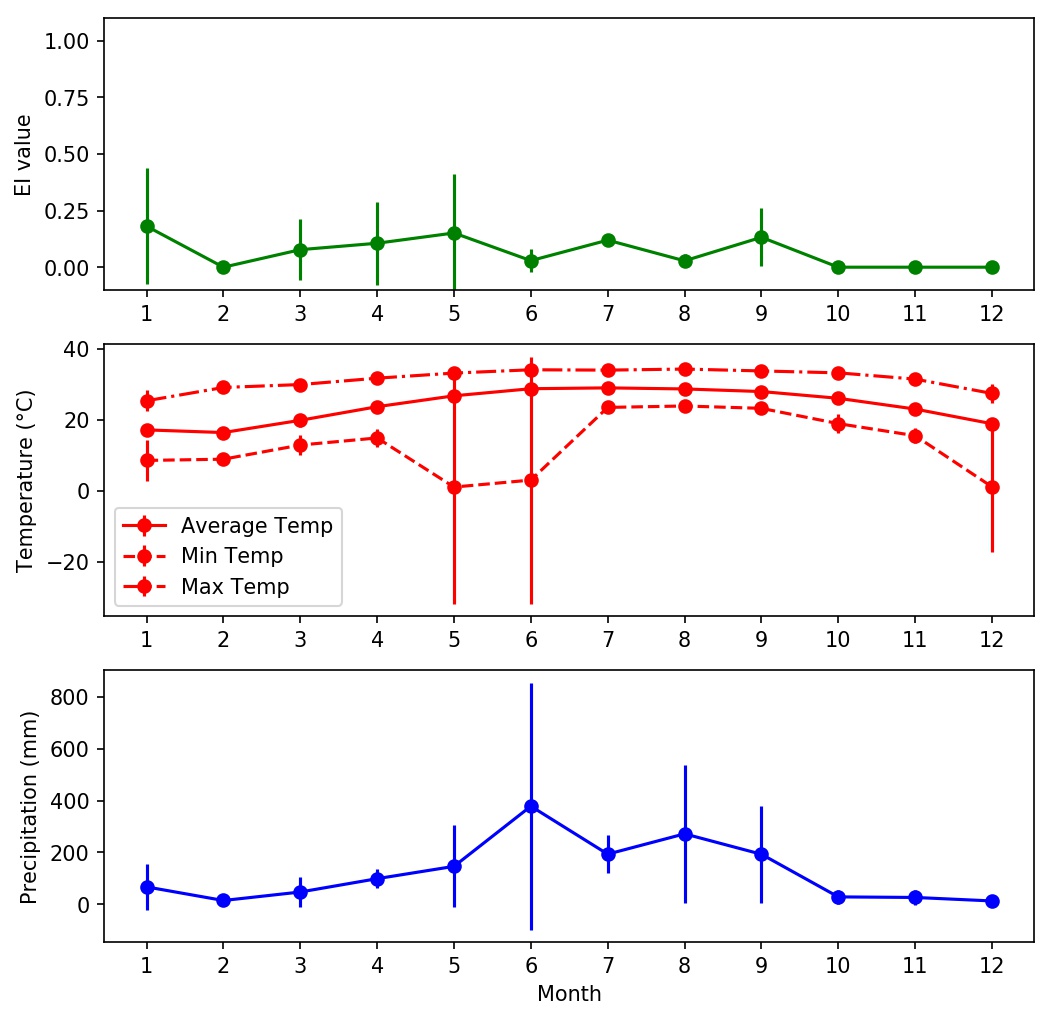 EI value
1.00
0.75
0.50
0.25
0.00
1 2 3 4 5 6 7 8 9 10 11 12
Temperature (°C)
40
20
0
−20
Average Temp
Min Temp
Max Temp
1 2 3 4 5 6 7 8 9 10 11 12
Precipitation (mm)
800
600
400
200
0
1 2 3 4 5 6 7 8 9 10 11 12
Month